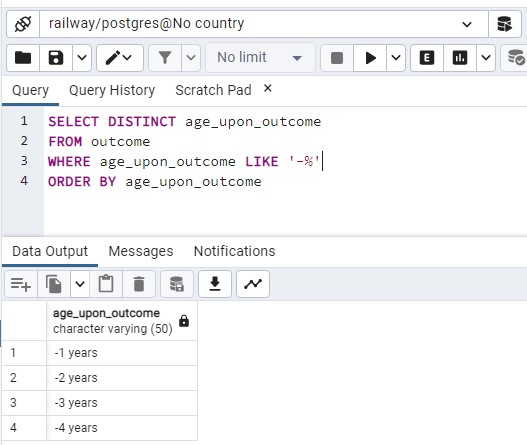 railway/postgres@No country
No limit
E
Query Query History Scratch Pad ×
1 SELECT DISTINCT age_upon_outcome
2 FROM outcome
3 WHERE age_upon_outcome LIKE '-%'
4 ORDER BY age_upon_outcome
Data Output Messages Notifications
age_upon_outcome
character varying (50)
1 -1 years
2 -2 years
3 -3 years
4 -4 years